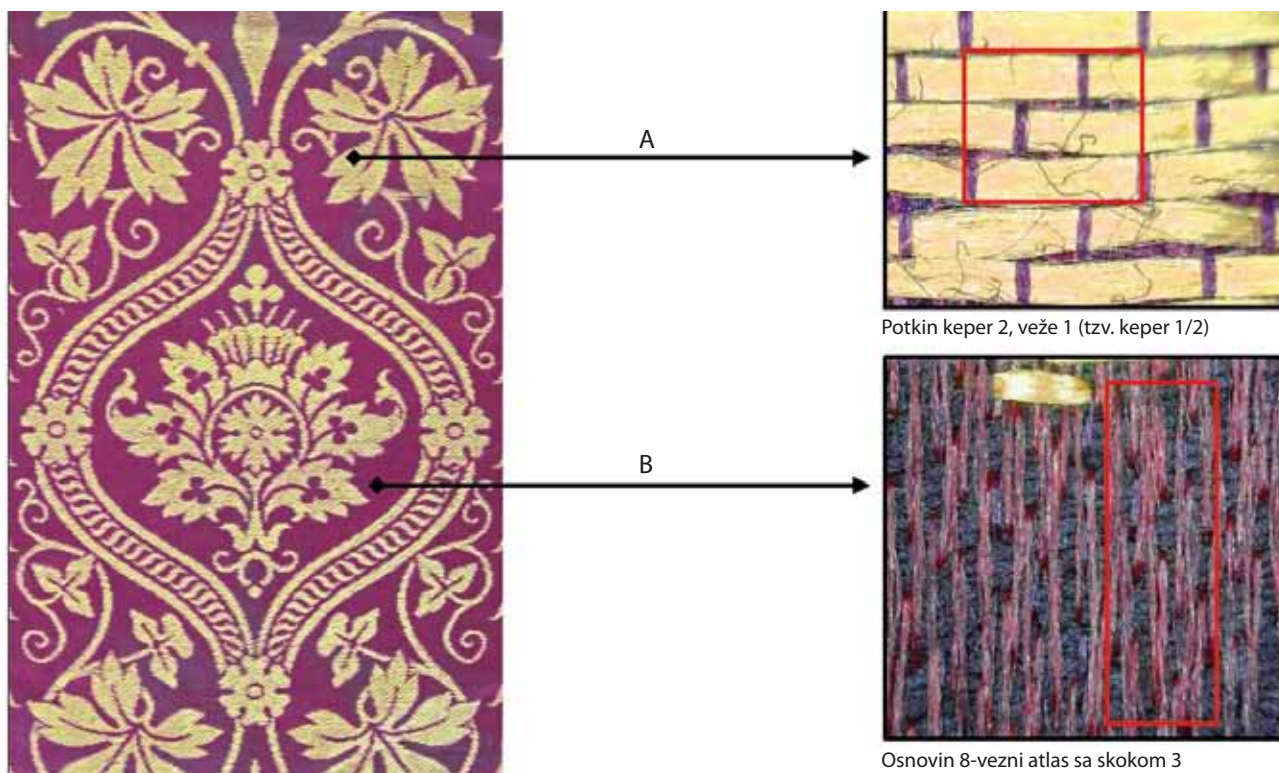 A
Potkin keper 2, veže 1 (tzv. keper 1/2)
B
Osnovin 8-vezni atlas sa skokom 3